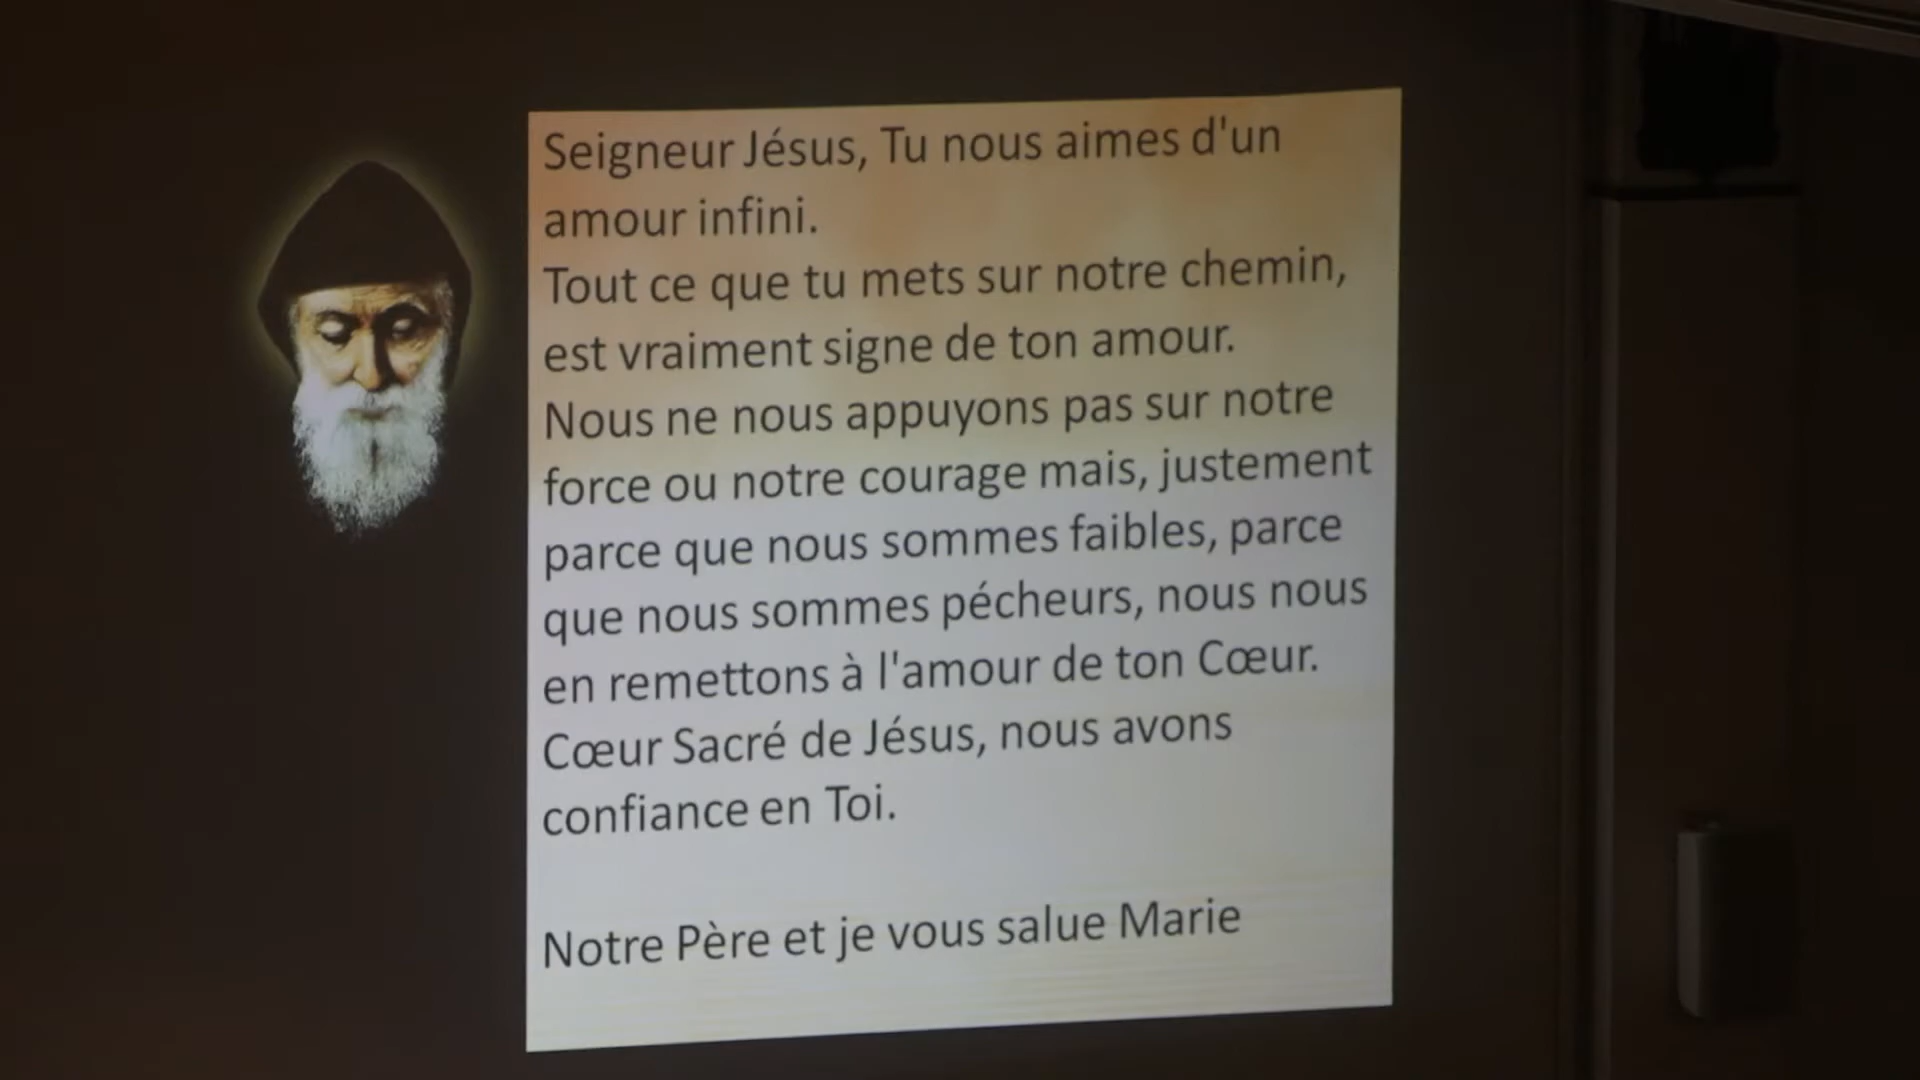 Seigneur Jésus, Tu nous aimes d'un
amour infini.
Tout ce que tu mets sur notre chemin,
est vraiment signe de ton amour.
Nous ne nous appuyons pas sur notre
force ou notre courage mais, justement
parce que nous sommes faibles, parce
que nous sommes pécheurs, nous nous
en remettons à l'amour de ton Cœur.
Cœur Sacré de Jésus, nous avons
confiance en Toi.
Notre Père et je vous salue Marie